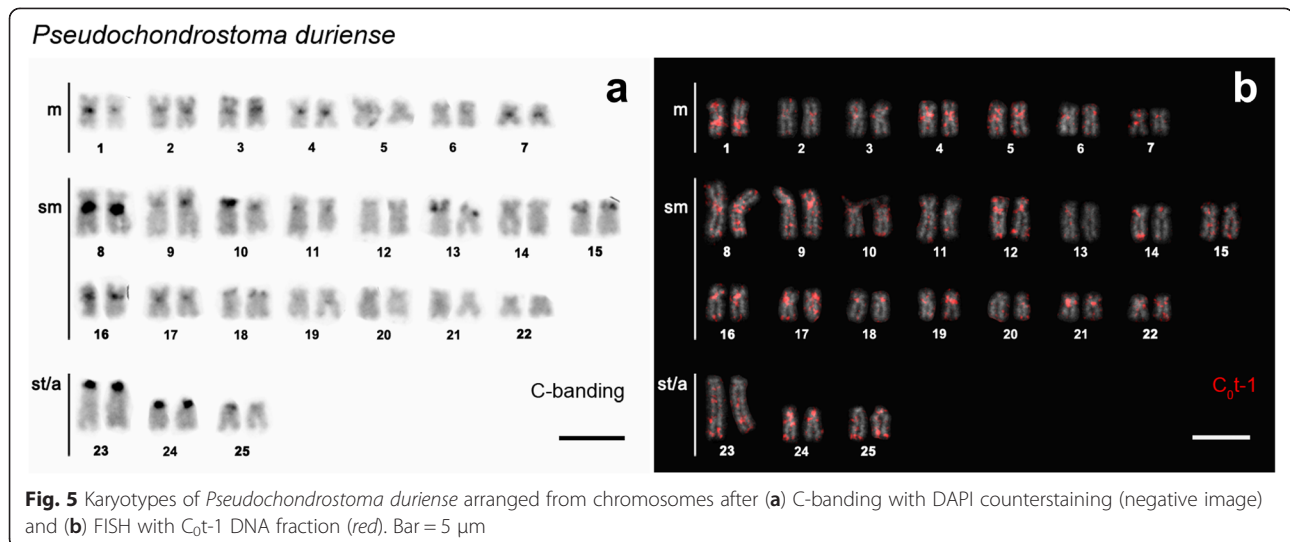 Pseudochondrostoma duriense
a
m
1 2 3 4 5 6 7
sm
8 9 10 11 12 13 14 15
16 17 18 19 20 21 22
st/a
C-banding
23 24 25
b
m
1 2 3 4 5 6 7
sm
8 9 10 11 12 13 14 15
16 17 18 19 20 21 22
st/a
C₀t-1
23 24 25
Fig. 5 Karyotypes of Pseudochondrostoma duriense arranged from chromosomes after (a) C-banding with DAPI counterstaining (negative image)
and (b) FISH with C₀t-1 DNA fraction (red). Bar = 5 μm